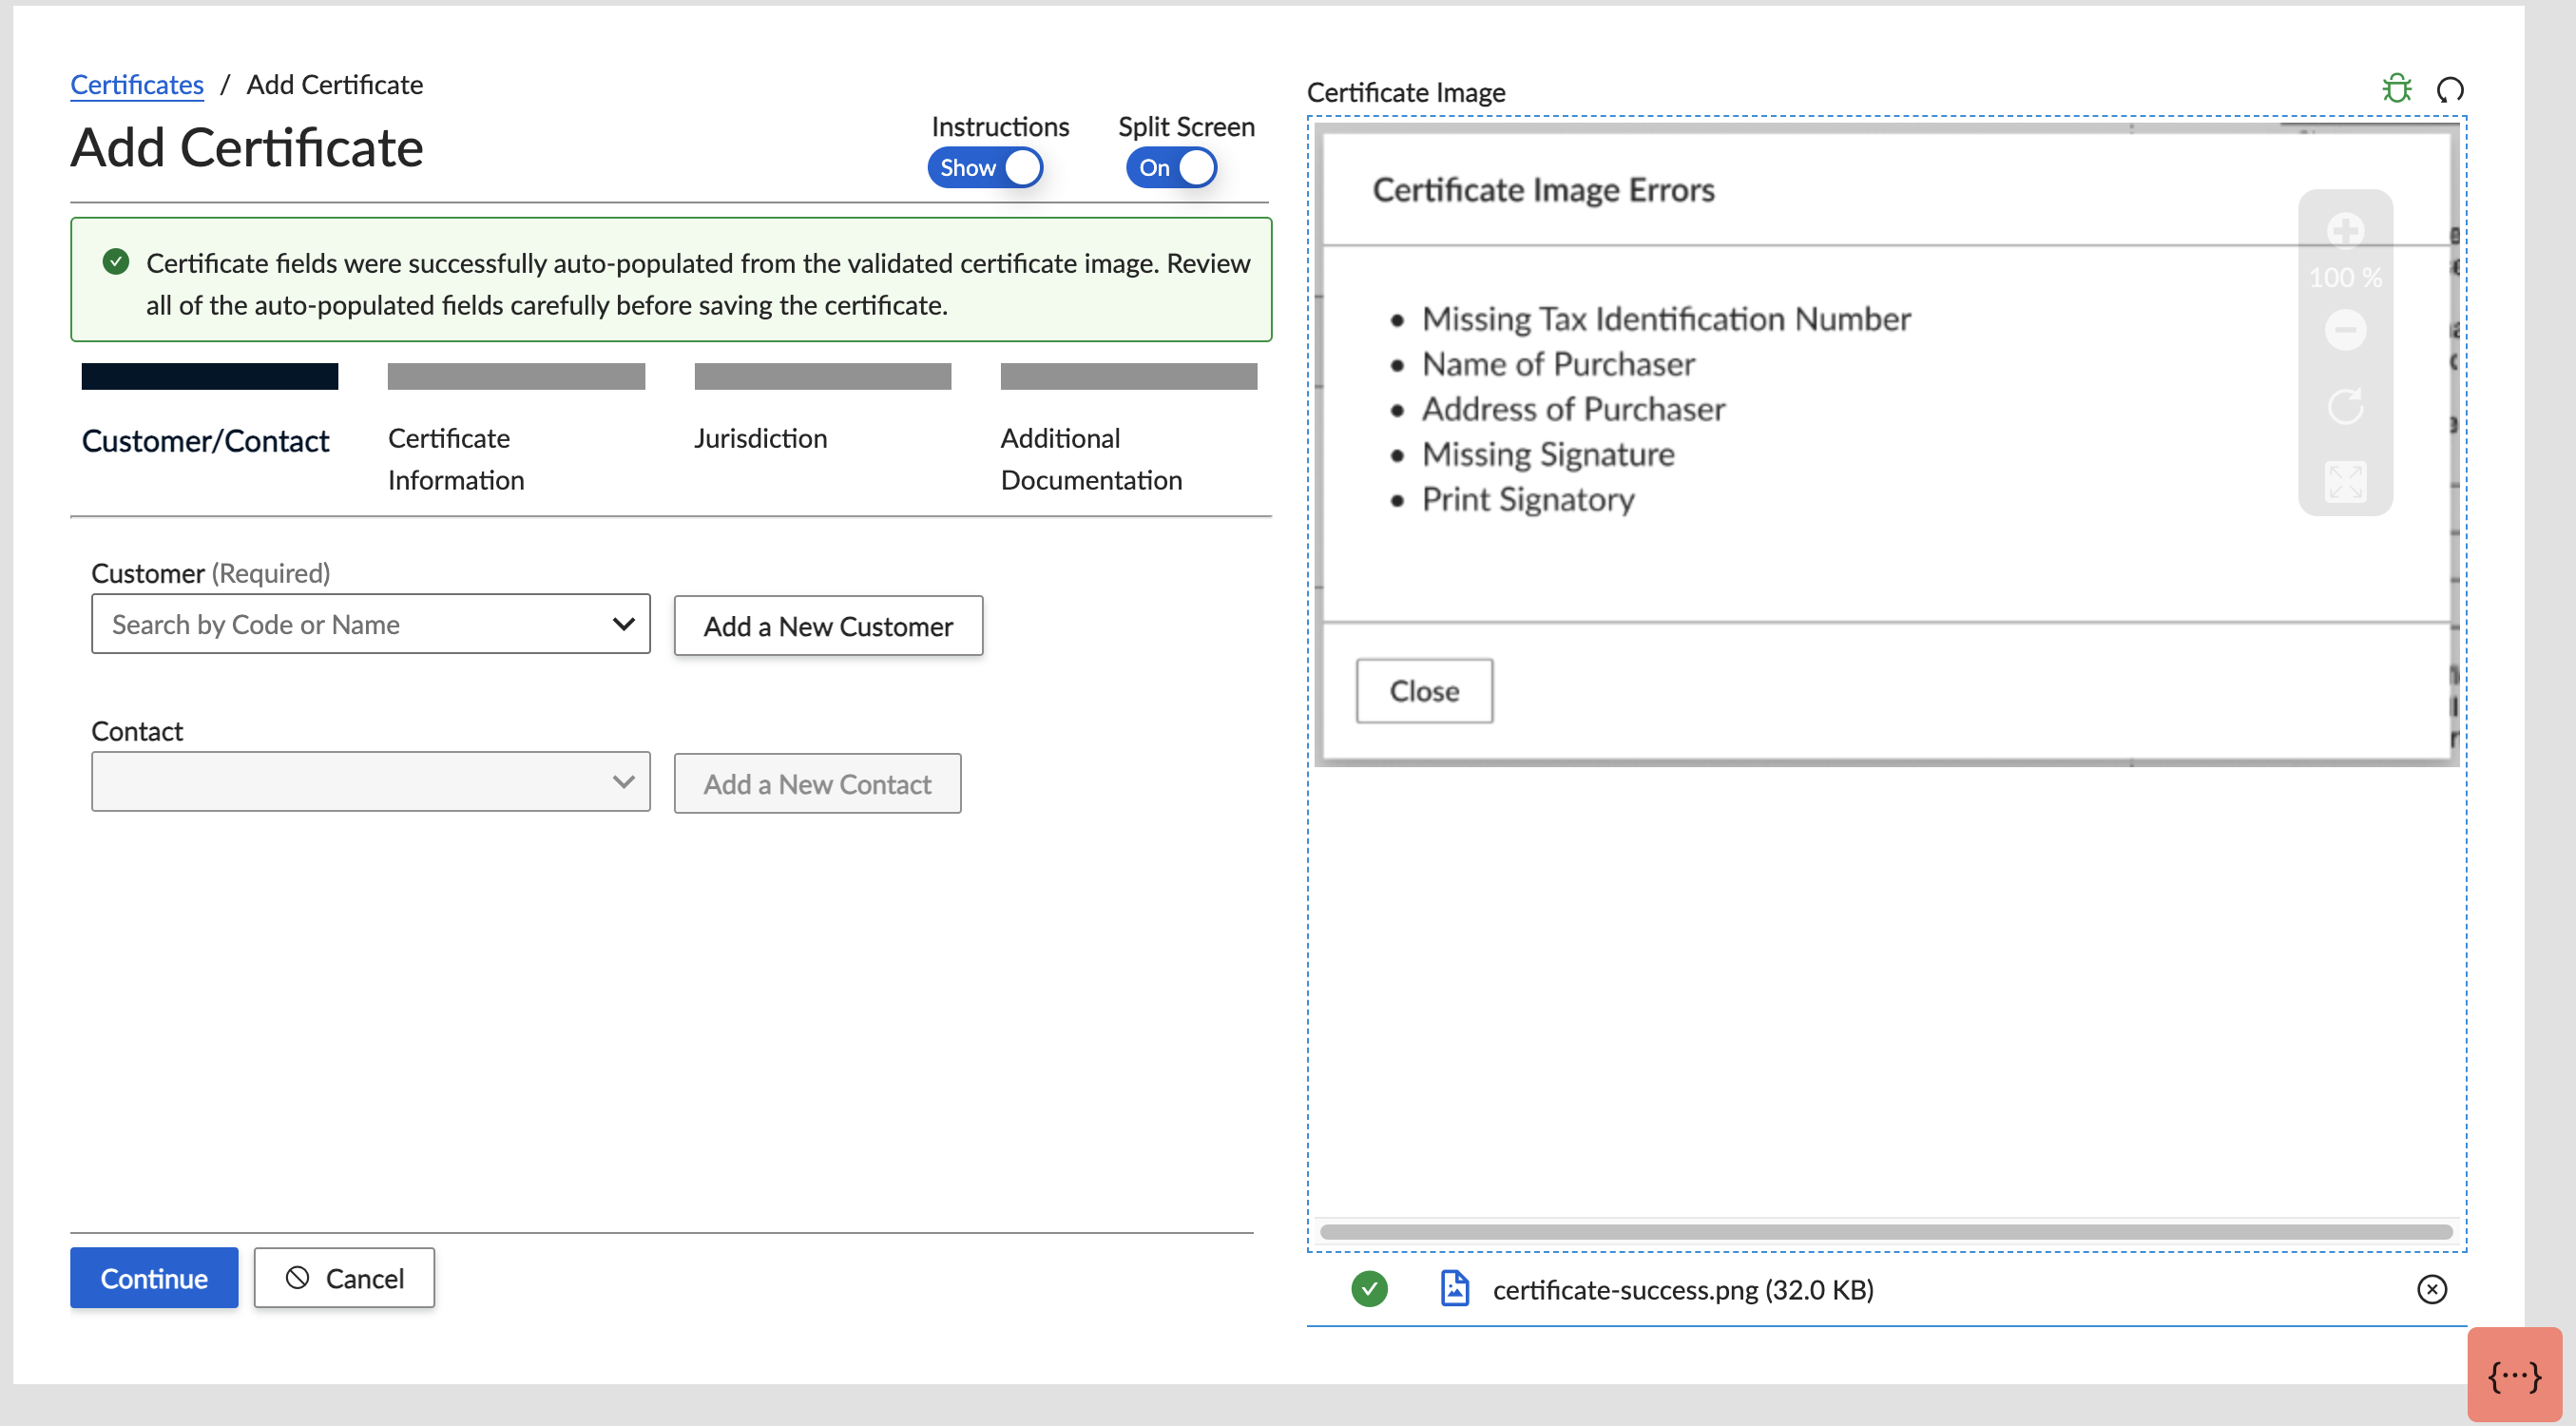 Certificates / Add Certificate
Add Certificate
Instructions
Show
Split Screen
On
Certificate fields were successfully auto-populated from the validated certificate image. Review
all of the auto-populated fields carefully before saving the certificate.
Customer/Contact
Certificate
Information
Jurisdiction
Additional
Documentation
Customer (Required)
Search by Code or Name
Add a New Customer
Contact
Add a New Contact
Continue
Cancel
Certificate Image
Certificate Image Errors
100 %
• Missing Tax Identification Number
• Name of Purchaser
• Address of Purchaser
• Missing Signature
• Print Signatory
Close
certificate-success.png (32.0 KB)
{···}